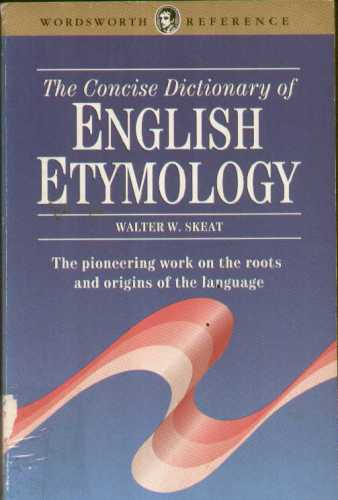 WORDSWORTH REFERENCE
The Concise Dictionary of
ENGLISH
ETYMOLOGY
WALTER W. SKEAT
The pioneering work on the roots
and origins of the language